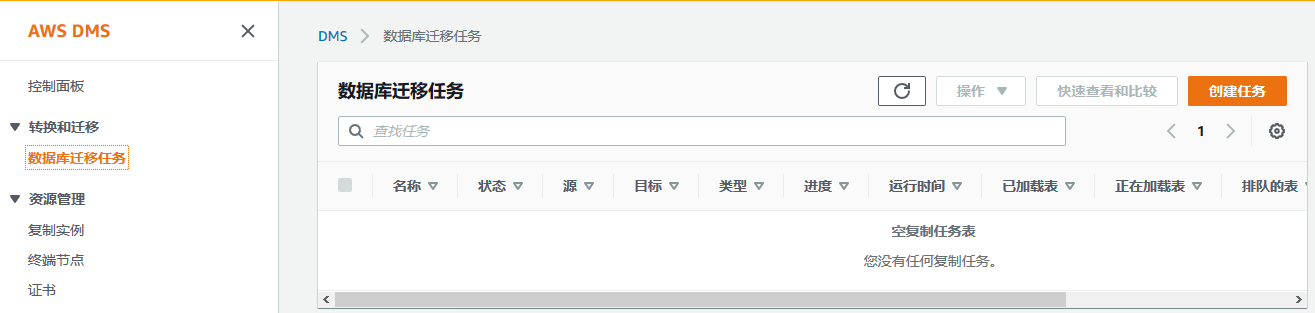 AWS DMS
控制面板
转换和迁移
数据库迁移任务
资源管理
复制实例
终端节点
证书
DMS 数据库迁移任务
数据库迁移任务 操作 快速查看和比较 创建任务
查找任务 1
名称 状态 源 目标 类型 进度 运行时间 已加载表 正在加载表 排队的表
空复制任务表
您没有任何复制任务。